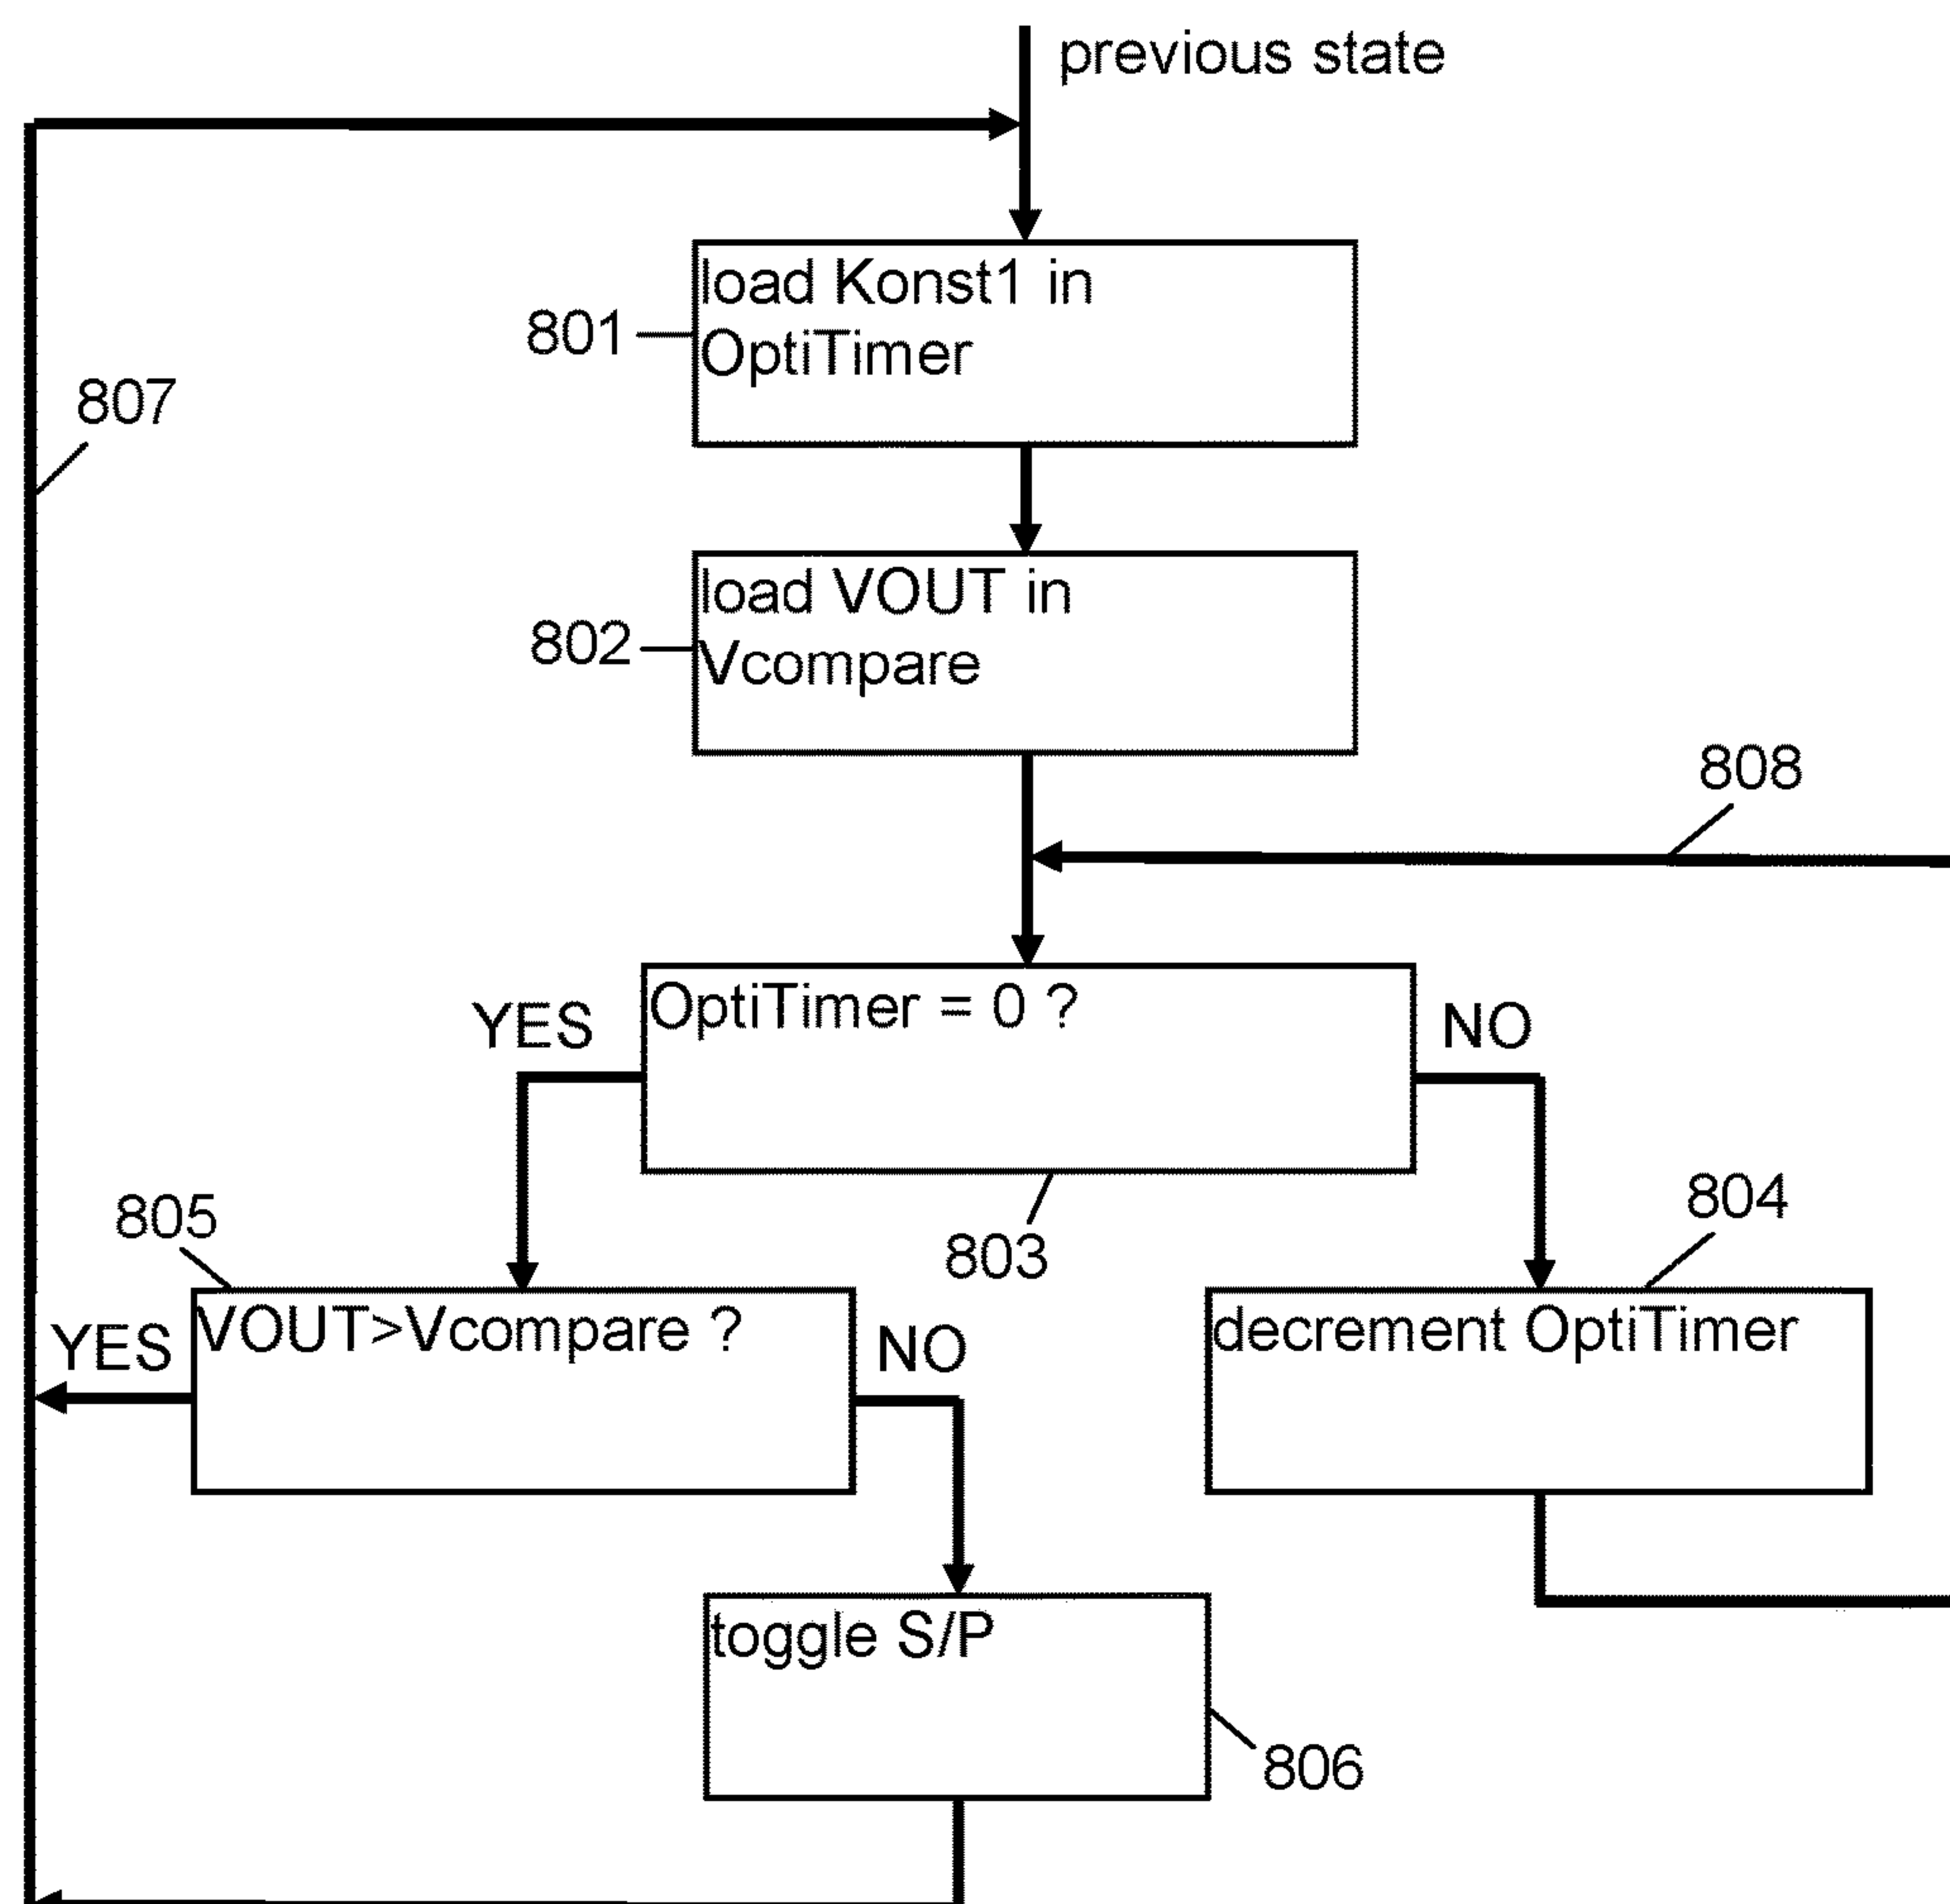 previous state
load Konst1 in
OptiTimer
801
807
load VOUT in
Vcompare
802
808
OptiTimer = 0 ?
YES
NO
803
804
805
VOUT>Vcompare ?
YES
NO
decrement OptiTimer
toggle S/P
806